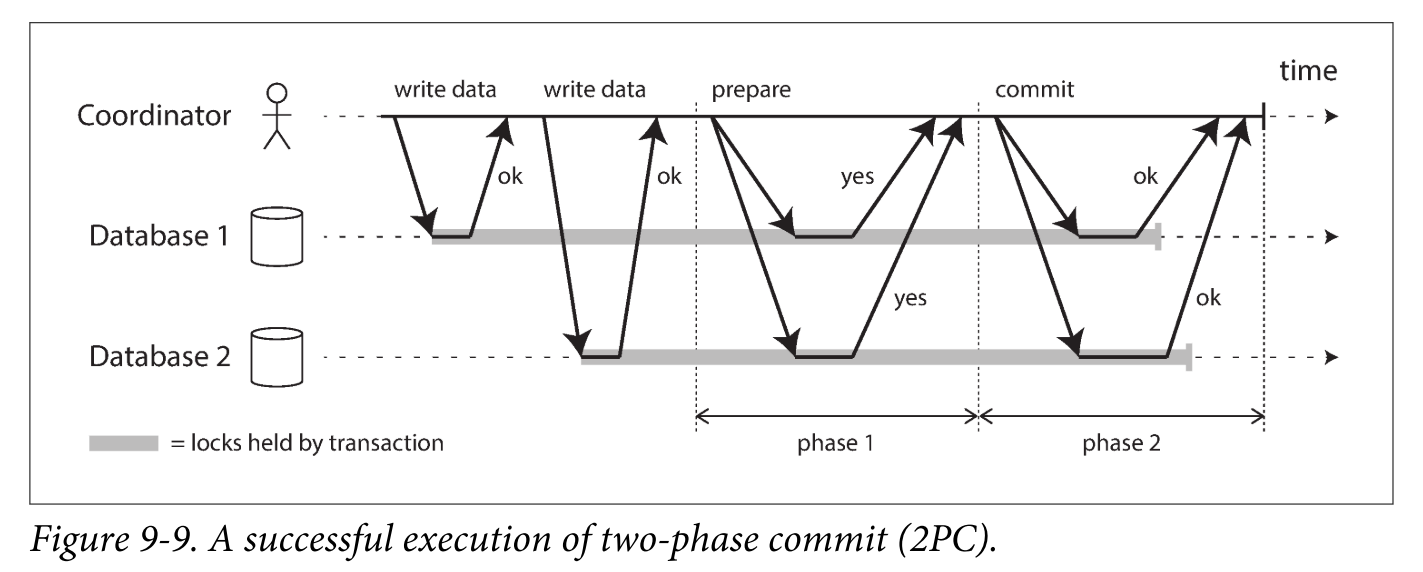 time
write data write data prepare commit
Coordinator
ok ok yes ok
Database 1
yes ok
Database 2
= locks held by transaction phase 1 phase 2
Figure 9-9. A successful execution of two-phase commit (2PC).